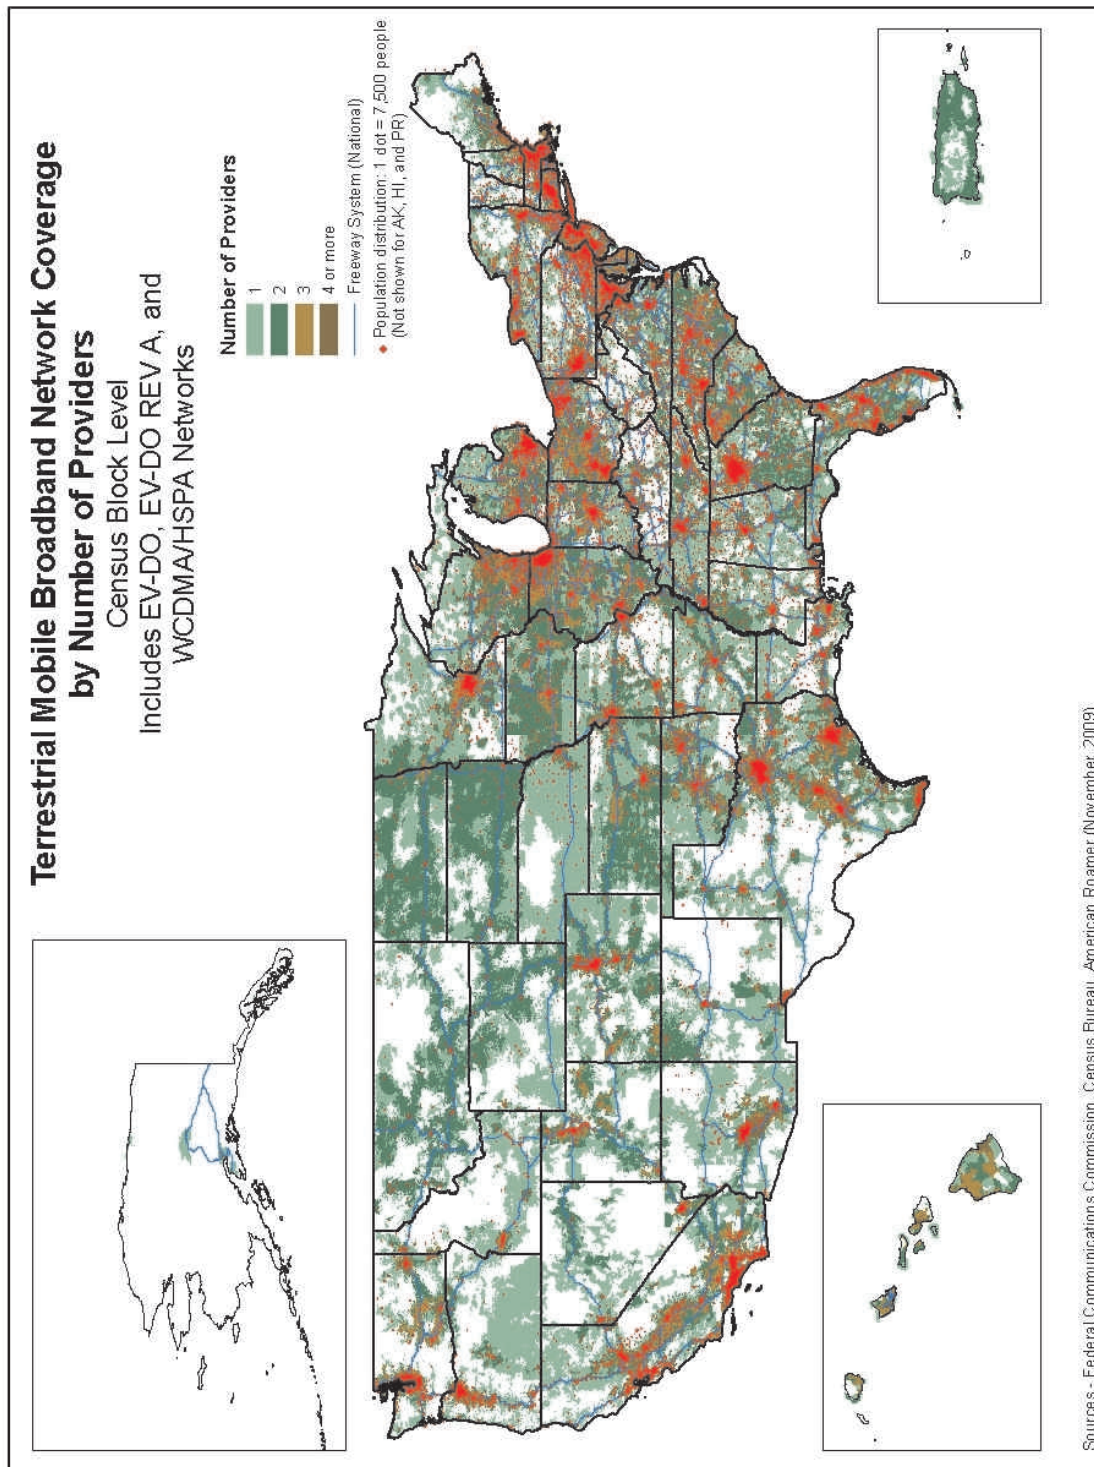 Terrestrial Mobile Broadband Network Coverage
by Number of Providers
Census Block Level
Includes EV-DO, EV-DO REV A, and
WCDMA/HSPA Networks
Number of Providers
1
2
3
4 or more
Freeway System (National)
Population distribution: 1 dot = 7,500 people
(Not shown for AK, HI, and PR)
Sources - Federal Communications Commission, Census Bureau, American Roamer (November, 2009)